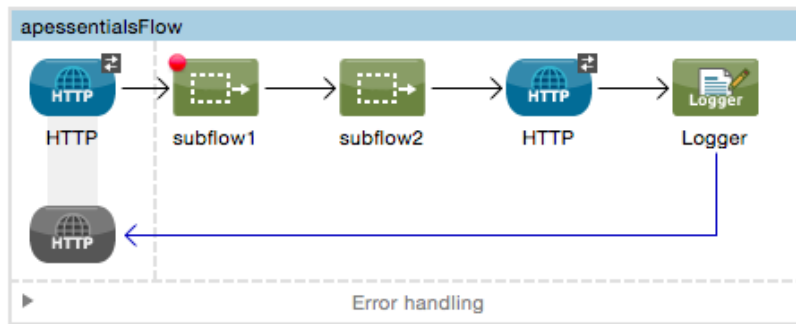 apessentialsFlow
HTTP HTTP Logger
HTTP subflow1 subflow2 HTTP Logger
HTTP
Error handling